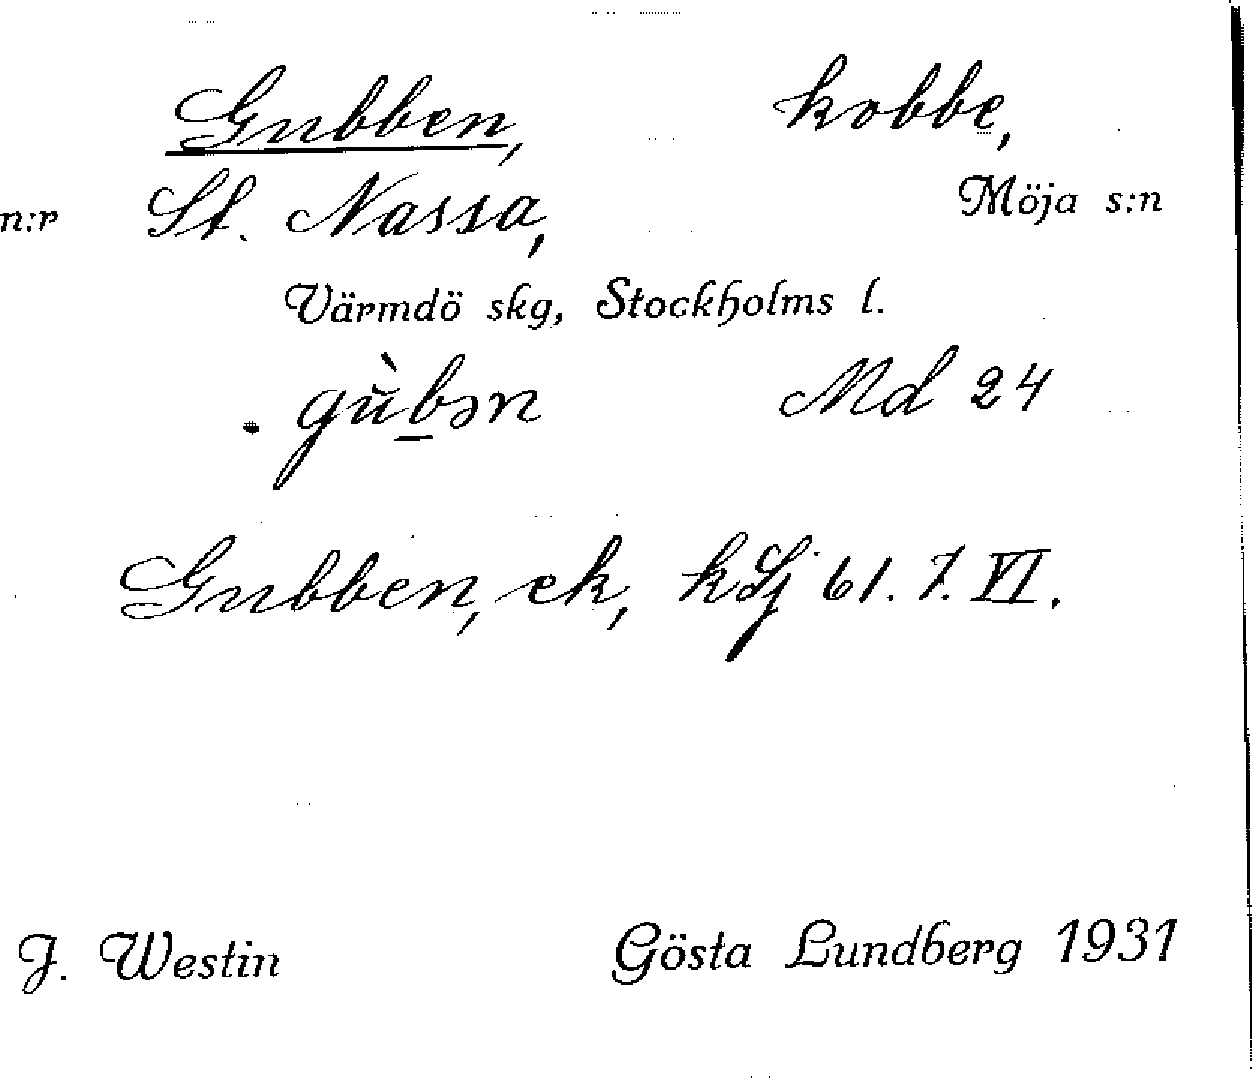 Gubben, kobbe,
n:r St. Nassa, Möja s:n
Värmdö skg, Stockholms l.
gùbən Md 24
Gubben, ek, kSj 61. 7. VI.
J. Westin Gösta Lundberg 1931